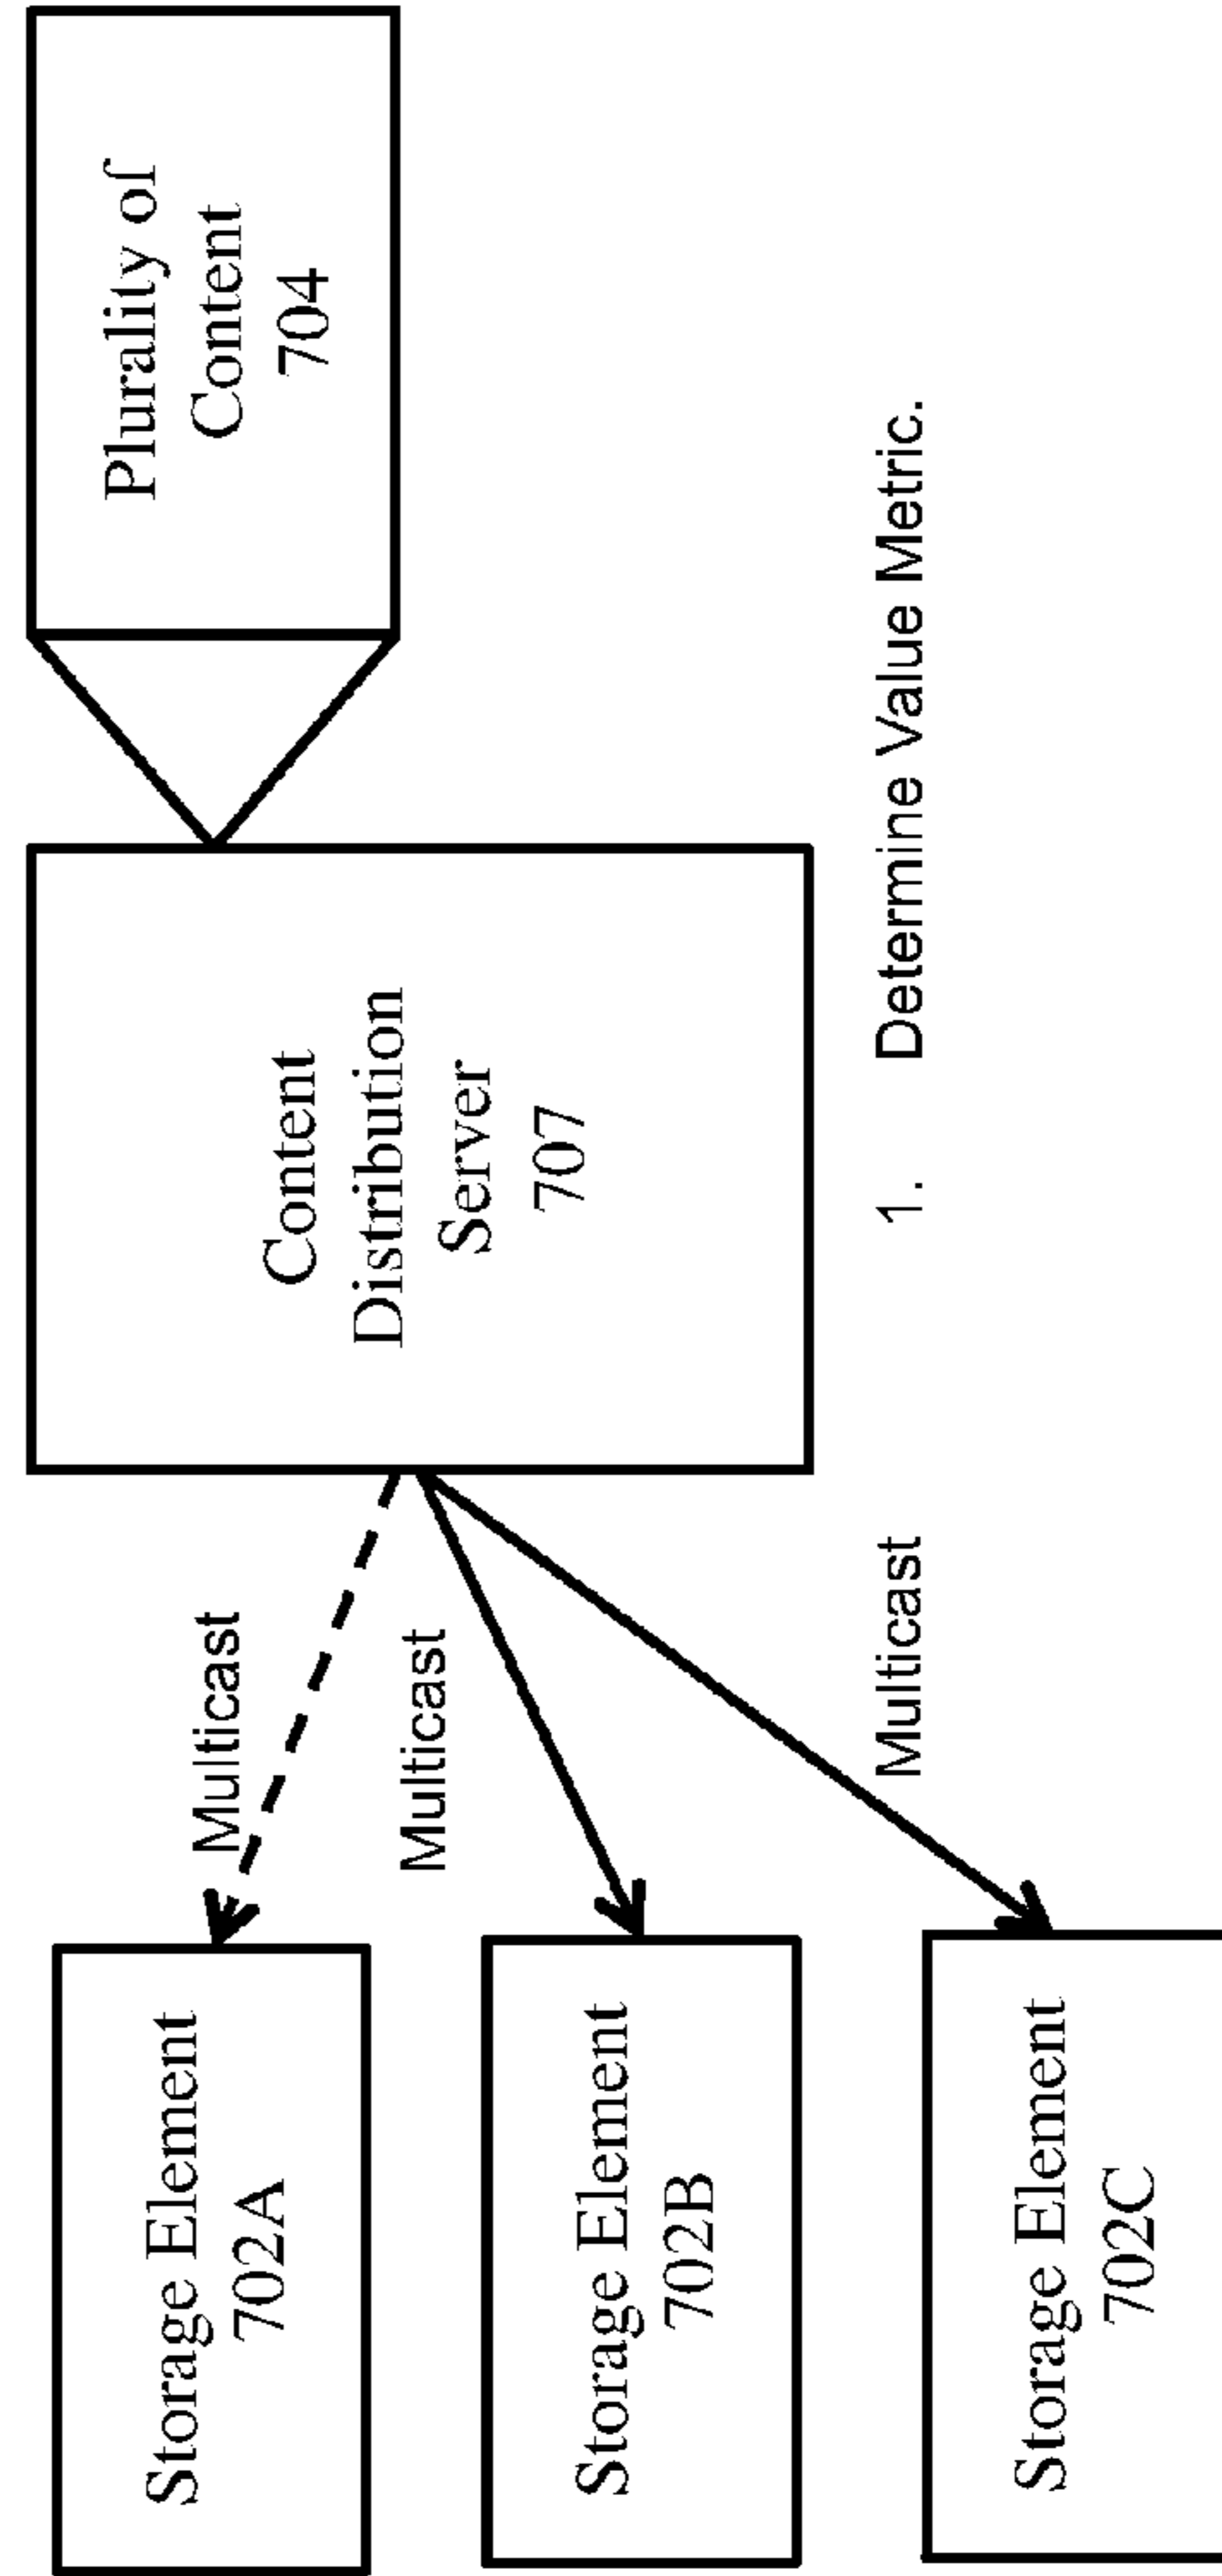 Storage Element
702A
Storage Element
702B
Storage Element
702C
Multicast
Multicast
Multicast
Content
Distribution
Server
707
1. Determine Value Metric.
Plurality of
Content
704